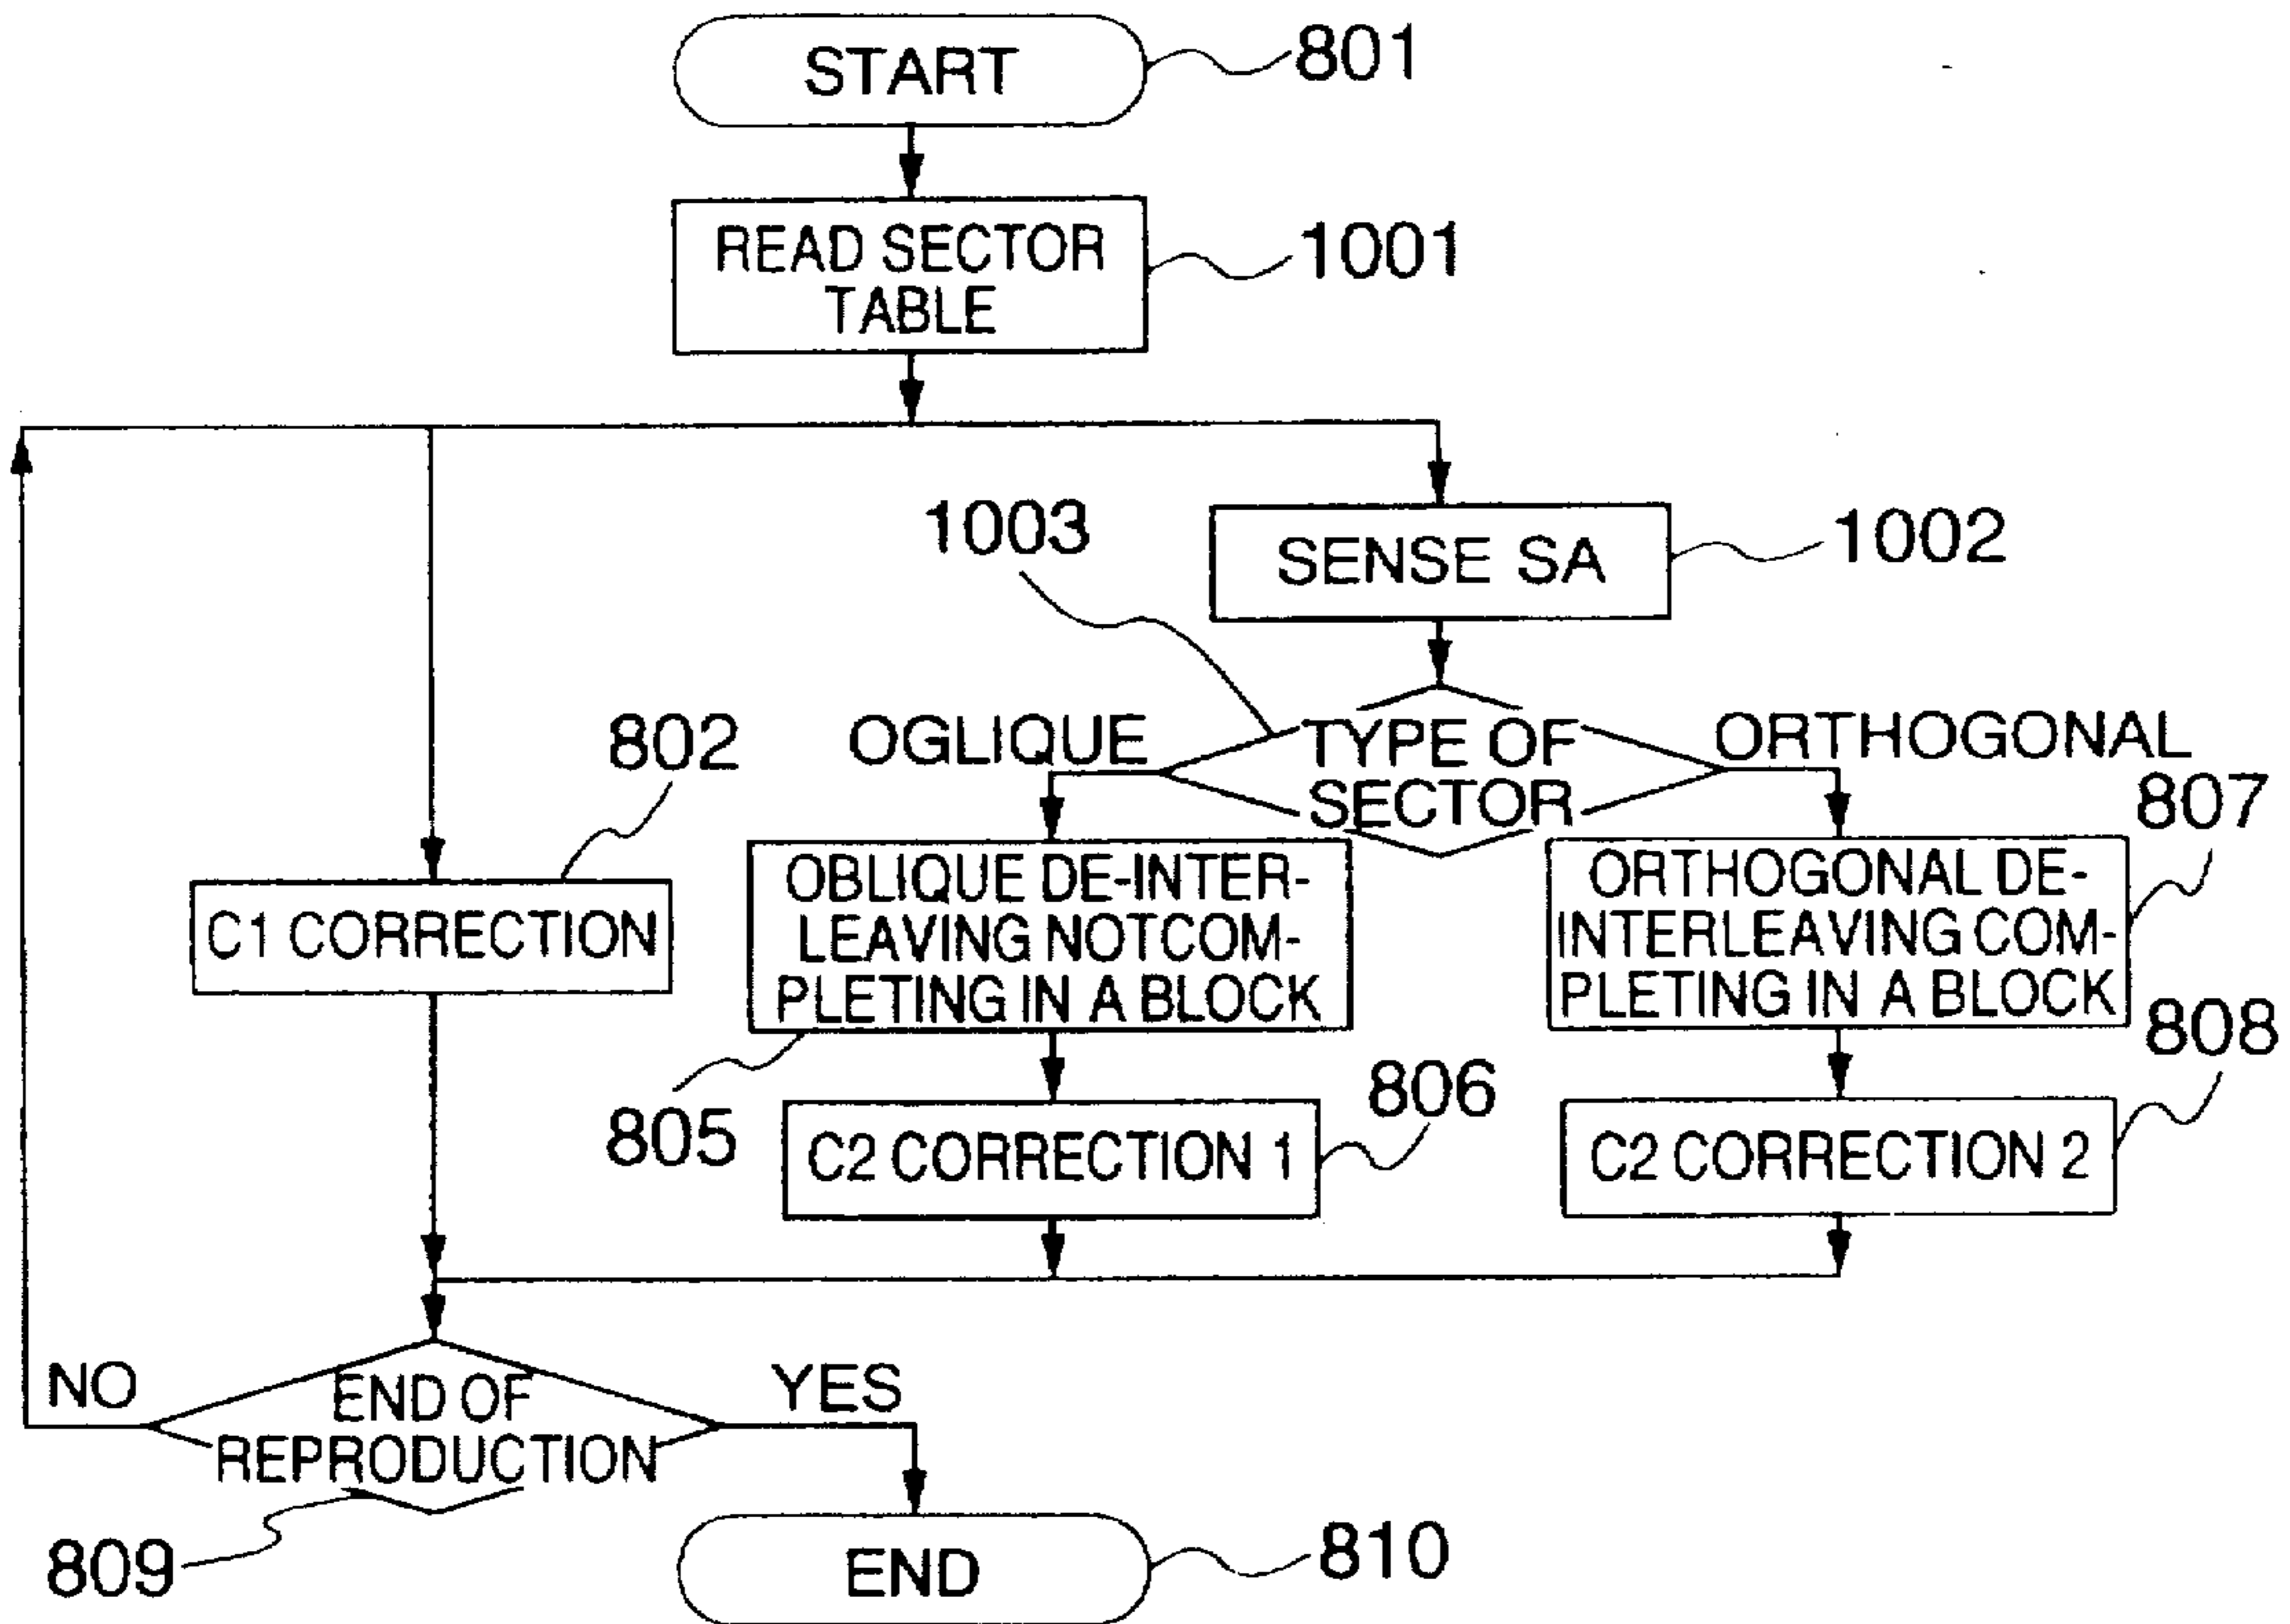 START
801
READ SECTOR
TABLE
1001
1003
SENSE SA
1002
802
OGLIQUE
TYPE OF
SECTOR
ORTHOGONAL
807
C1 CORRECTION
OBLIQUE DE-INTER-
LEAVING NOTCOM-
PLETING IN A BLOCK
ORTHOGONAL DE-
INTERLEAVING COM-
PLETING IN A BLOCK
805
806
808
C2 CORRECTION 1
C2 CORRECTION 2
NO
END OF
REPRODUCTION
YES
809
END
810